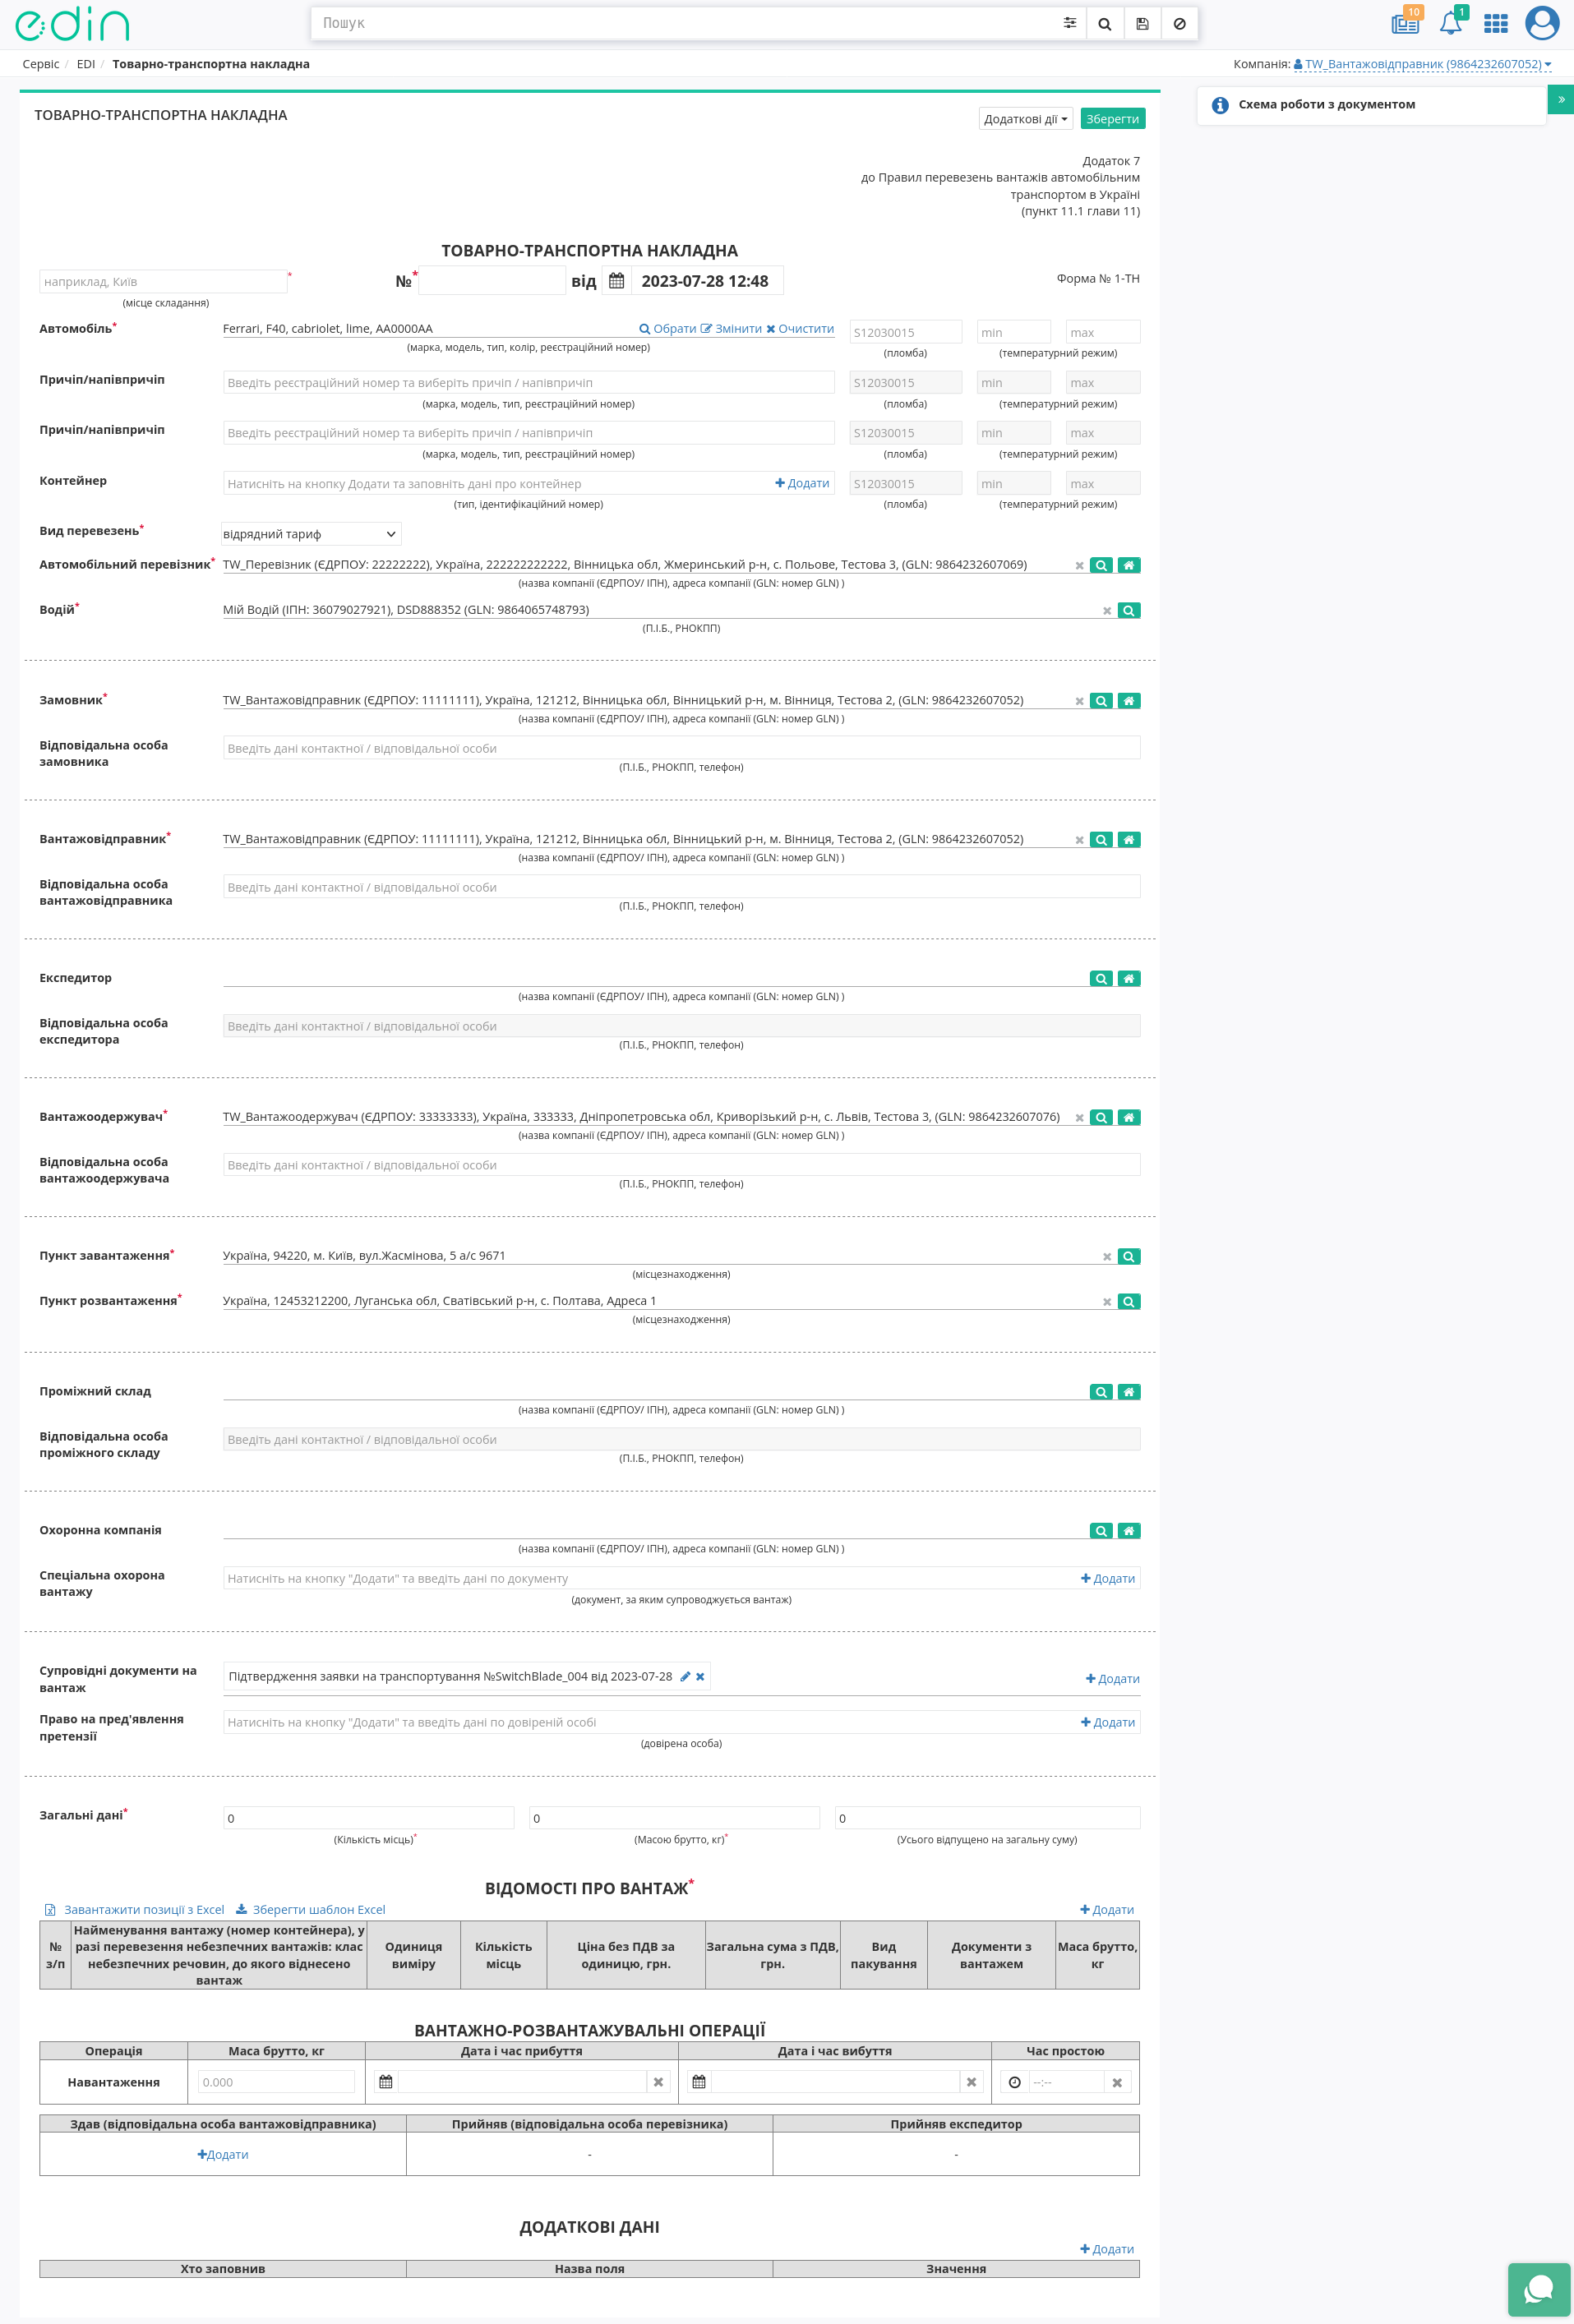 edin
Пошук
10
1
Сервіс / EDI / Товарно-транспортна накладна
Компанія: TW_Вантажовідправник (9864232607052)
ТОВАРНО-ТРАНСПОРТНА НАКЛАДНА
Додаткові дії
Зберегти
Схема роботи з документом
»
Додаток 7
до Правил перевезень вантажів автомобільним
транспортом в Україні
(пункт 11.1 глави 11)
ТОВАРНО-ТРАНСПОРТНА НАКЛАДНА
наприклад, Київ *
(місце складання)
№* від 2023-07-28 12:48
Форма № 1-ТН
Автомобіль* Ferrari, F40, cabriolet, lime, AA0000AA Обрати Змінити Очистити S12030015 min max
(марка, модель, тип, колір, реєстраційний номер) (пломба) (температурний режим)
Причіп/напівпричіп Введіть реєстраційний номер та виберіть причіп / напівпричіп S12030015 min max
(марка, модель, тип, реєстраційний номер) (пломба) (температурний режим)
Причіп/напівпричіп Введіть реєстраційний номер та виберіть причіп / напівпричіп S12030015 min max
(марка, модель, тип, реєстраційний номер) (пломба) (температурний режим)
Контейнер Натисніть на кнопку Додати та заповніть дані про контейнер Додати S12030015 min max
(тип, ідентифікаційний номер) (пломба) (температурний режим)
Вид перевезень* відрядний тариф
Автомобільний перевізник* TW_Перевізник (ЄДРПОУ: 22222222), Україна, 222222222222, Вінницька обл, Жмеринський р-н, с. Польове, Тестова 3, (GLN: 9864232607069)
(назва компанії (ЄДРПОУ/ ІПН), адреса компанії (GLN: номер GLN) )
Водій* Мій Водій (ІПН: 36079027921), DSD888352 (GLN: 9864065748793)
(П.І.Б., РНОКПП)
Замовник* TW_Вантажовідправник (ЄДРПОУ: 11111111), Україна, 121212, Вінницька обл, Вінницький р-н, м. Вінниця, Тестова 2, (GLN: 9864232607052)
(назва компанії (ЄДРПОУ/ ІПН), адреса компанії (GLN: номер GLN) )
Відповідальна особа
замовника
Введіть дані контактної / відповідальної особи
(П.І.Б., РНОКПП, телефон)
Вантажовідправник* TW_Вантажовідправник (ЄДРПОУ: 11111111), Україна, 121212, Вінницька обл, Вінницький р-н, м. Вінниця, Тестова 2, (GLN: 9864232607052)
(назва компанії (ЄДРПОУ/ ІПН), адреса компанії (GLN: номер GLN) )
Відповідальна особа
вантажовідправника
Введіть дані контактної / відповідальної особи
(П.І.Б., РНОКПП, телефон)
Експедитор
(назва компанії (ЄДРПОУ/ ІПН), адреса компанії (GLN: номер GLN) )
Відповідальна особа
експедитора
Введіть дані контактної / відповідальної особи
(П.І.Б., РНОКПП, телефон)
Вантажоодержувач* TW_Вантажоодержувач (ЄДРПОУ: 33333333), Україна, 333333, Дніпропетровська обл, Криворізький р-н, с. Львів, Тестова 3, (GLN: 9864232607076)
(назва компанії (ЄДРПОУ/ ІПН), адреса компанії (GLN: номер GLN) )
Відповідальна особа
вантажоодержувача
Введіть дані контактної / відповідальної особи
(П.І.Б., РНОКПП, телефон)
Пункт завантаження* Україна, 94220, м. Київ, вул.Жасмінова, 5 а/с 9671
(місцезнаходження)
Пункт розвантаження* Україна, 12453212200, Луганська обл, Сватівський р-н, с. Полтава, Адреса 1
(місцезнаходження)
Проміжний склад
(назва компанії (ЄДРПОУ/ ІПН), адреса компанії (GLN: номер GLN) )
Відповідальна особа
проміжного складу
Введіть дані контактної / відповідальної особи
(П.І.Б., РНОКПП, телефон)
Охоронна компанія
(назва компанії (ЄДРПОУ/ ІПН), адреса компанії (GLN: номер GLN) )
Спеціальна охорона
вантажу
Натисніть на кнопку "Додати" та введіть дані по документу Додати
(документ, за яким супроводжується вантаж)
Супровідні документи на
вантаж
Підтвердження заявки на транспортування №SwitchBlade_004 від 2023-07-28
Додати
Право на пред'явлення
претензії
Натисніть на кнопку "Додати" та введіть дані по довіреній особі Додати
(довірена особа)
Загальні дані* 0 0 0
(Кількість місць)* (Масою брутто, кг)* (Усього відпущено на загальну суму)
ВІДОМОСТІ ПРО ВАНТАЖ*
Завантажити позиції з Excel Зберегти шаблон Excel Додати
№
з/п
Найменування вантажу (номер контейнера), у
разі перевезення небезпечних вантажів: клас
небезпечних речовин, до якого віднесено
вантаж
Одиниця
виміру
Кількість
місць
Ціна без ПДВ за
одиницю, грн.
Загальна сума з ПДВ,
грн.
Вид
пакування
Документи з
вантажем
Маса брутто,
кг
ВАНТАЖНО-РОЗВАНТАЖУВАЛЬНІ ОПЕРАЦІЇ
Операція Маса брутто, кг Дата і час прибуття Дата і час вибуття Час простою
Навантаження 0.000 --:--
Здав (відповідальна особа вантажовідправника) Прийняв (відповідальна особа перевізника) Прийняв експедитор
Додати - -
ДОДАТКОВІ ДАНІ
Додати
Хто заповнив Назва поля Значення